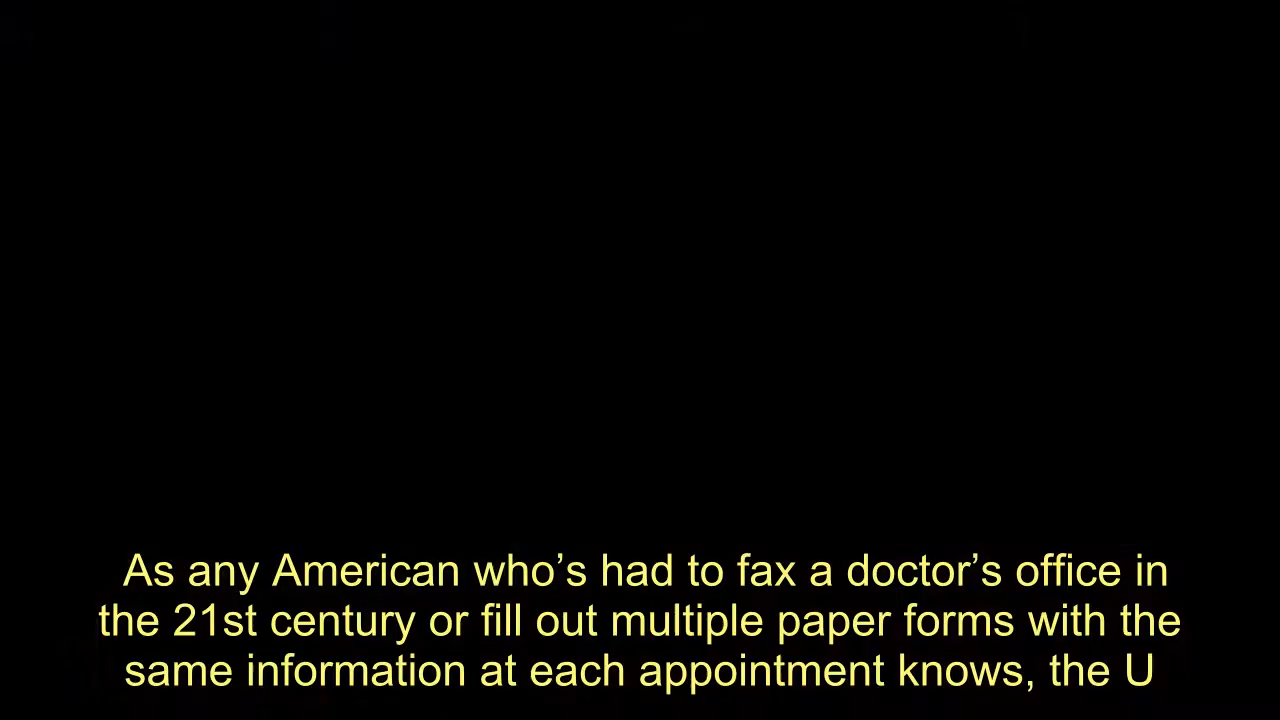 As any American who’s had to fax a doctor’s office in
the 21st century or fill out multiple paper forms with the
same information at each appointment knows, the U